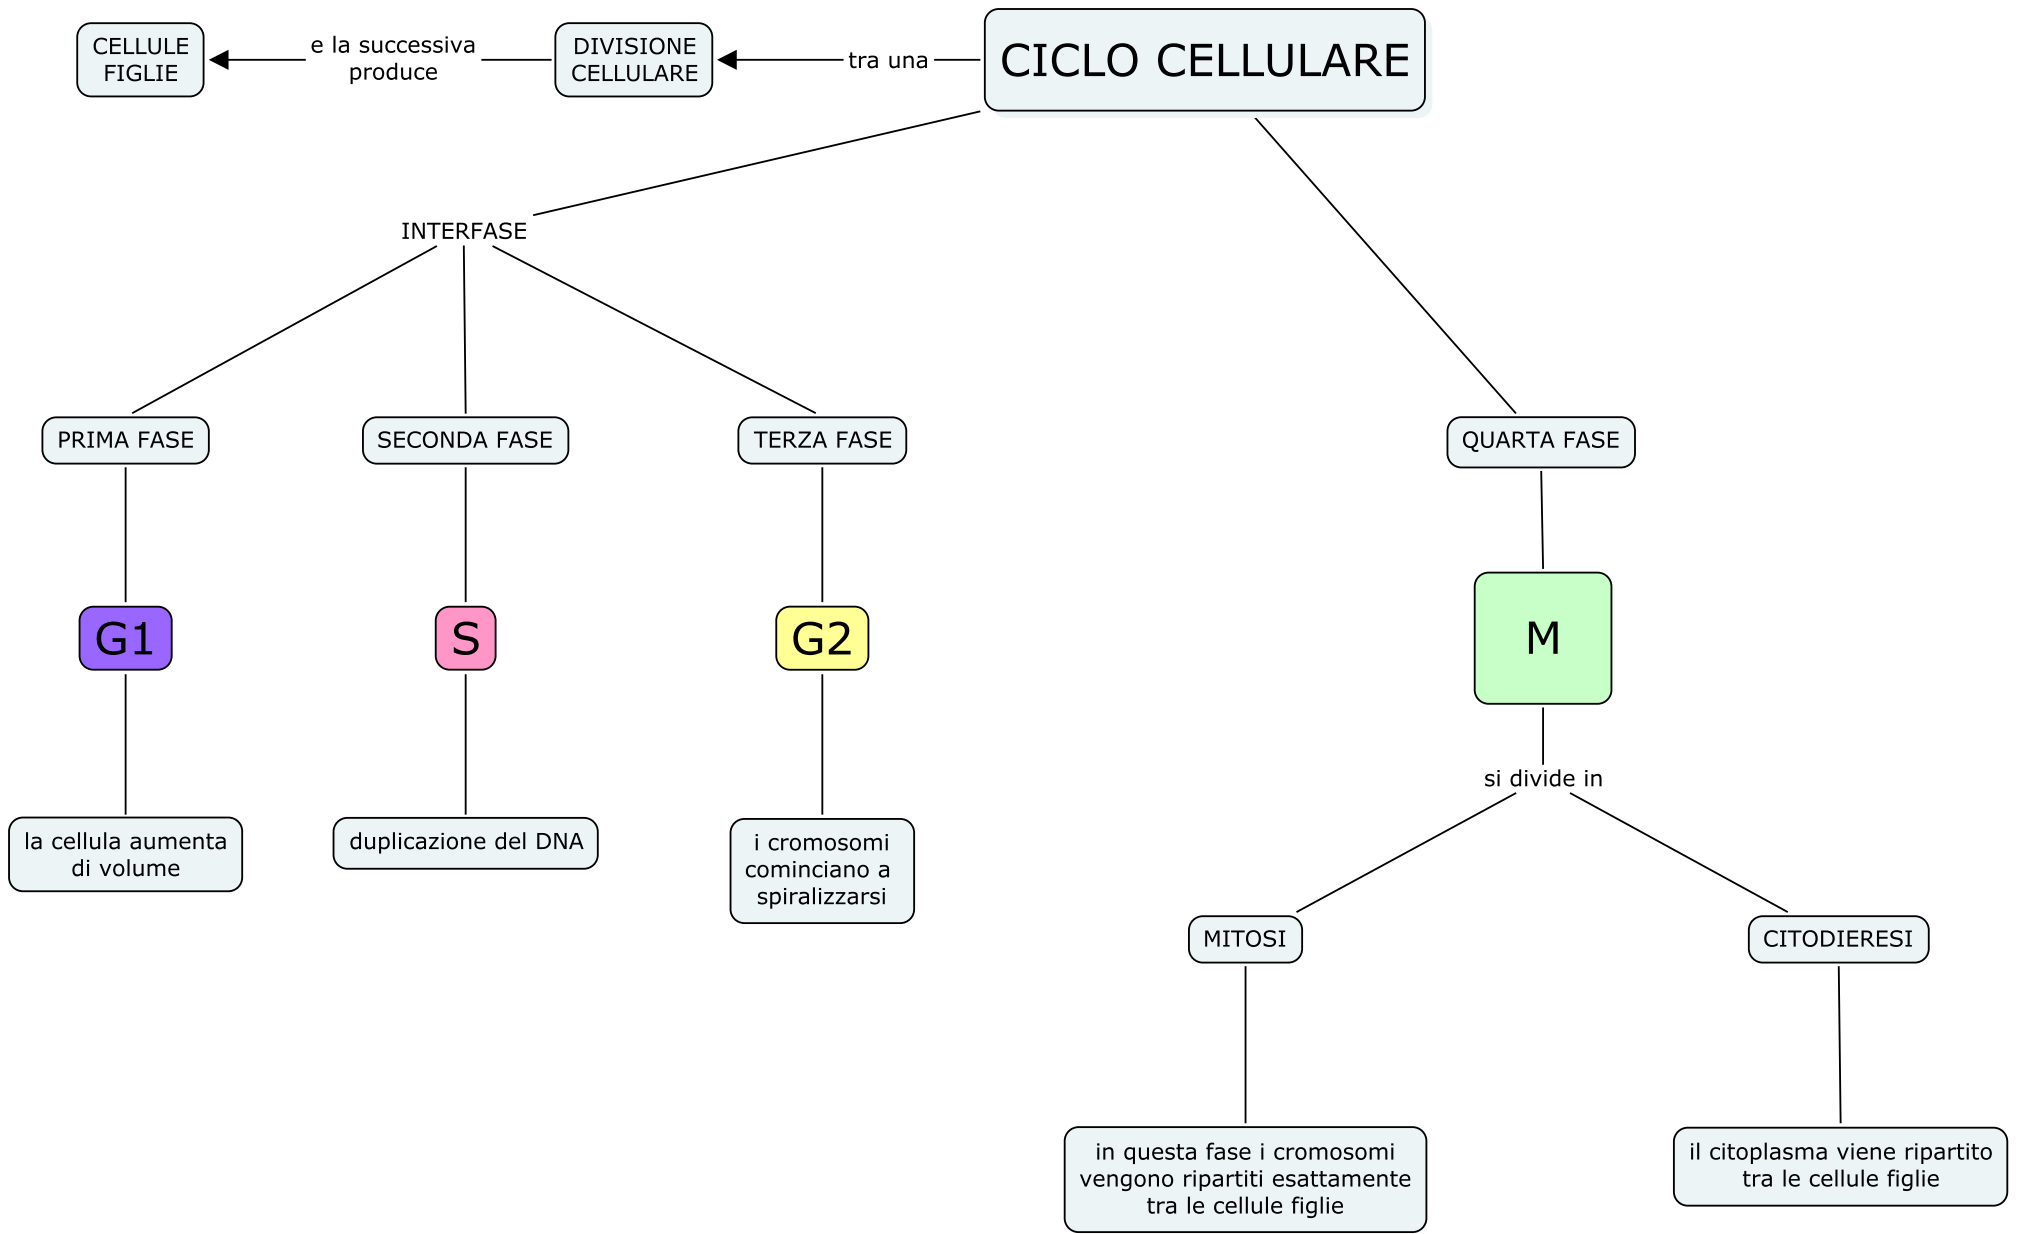 CICLO CELLULARE
tra una
DIVISIONE
CELLULARE
e la successiva
produce
CELLULE
FIGLIE
INTERFASE
PRIMA FASE
SECONDA FASE
TERZA FASE
QUARTA FASE
G1
S
G2
M
si divide in
la cellula aumenta
di volume
duplicazione del DNA
i cromosomi
cominciano a
spiralizzarsi
MITOSI
CITODIERESI
in questa fase i cromosomi
vengono ripartiti esattamente
tra le cellule figlie
il citoplasma viene ripartito
tra le cellule figlie